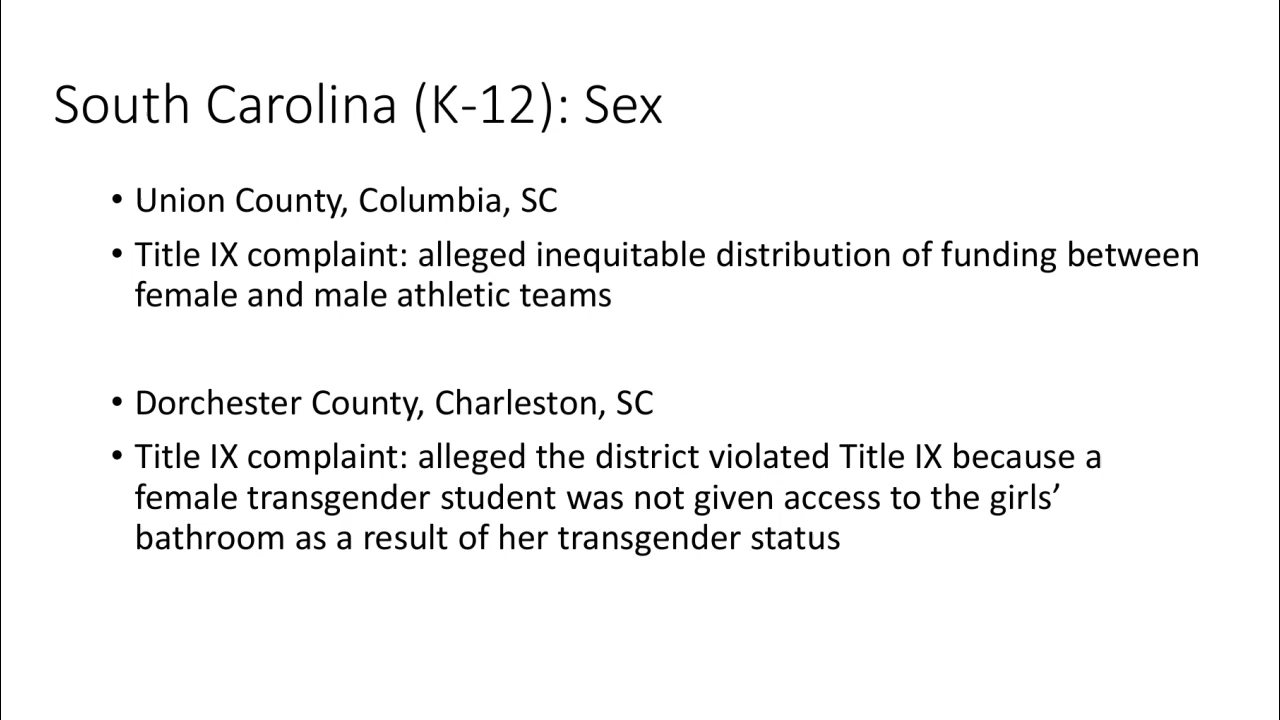 South Carolina (K-12): Sex
• Union County, Columbia, SC
• Title IX complaint: alleged inequitable distribution of funding between
female and male athletic teams
• Dorchester County, Charleston, SC
• Title IX complaint: alleged the district violated Title IX because a
female transgender student was not given access to the girls’
bathroom as a result of her transgender status